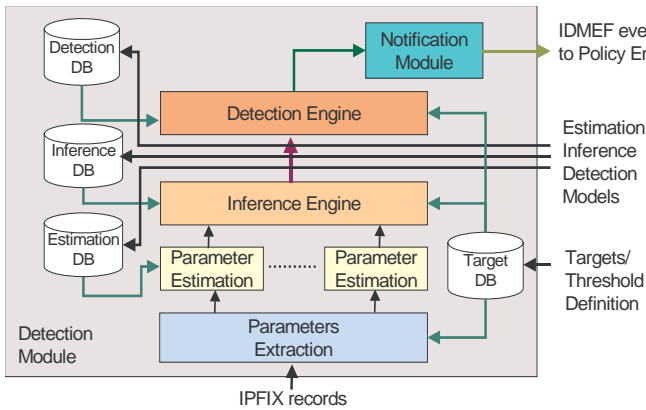 Detection
DB
Notification
Module
IDMEF
to Policy
Detection Engine
Inference
DB
Estimation
Inference
Detection
Models
Inference Engine
Estimation
DB
Parameter
Estimation
..........
Parameter
Estimation
Target
DB
Targets/
Threshold
Definition
Detection
Module
Parameters
Extraction
IPFIX records